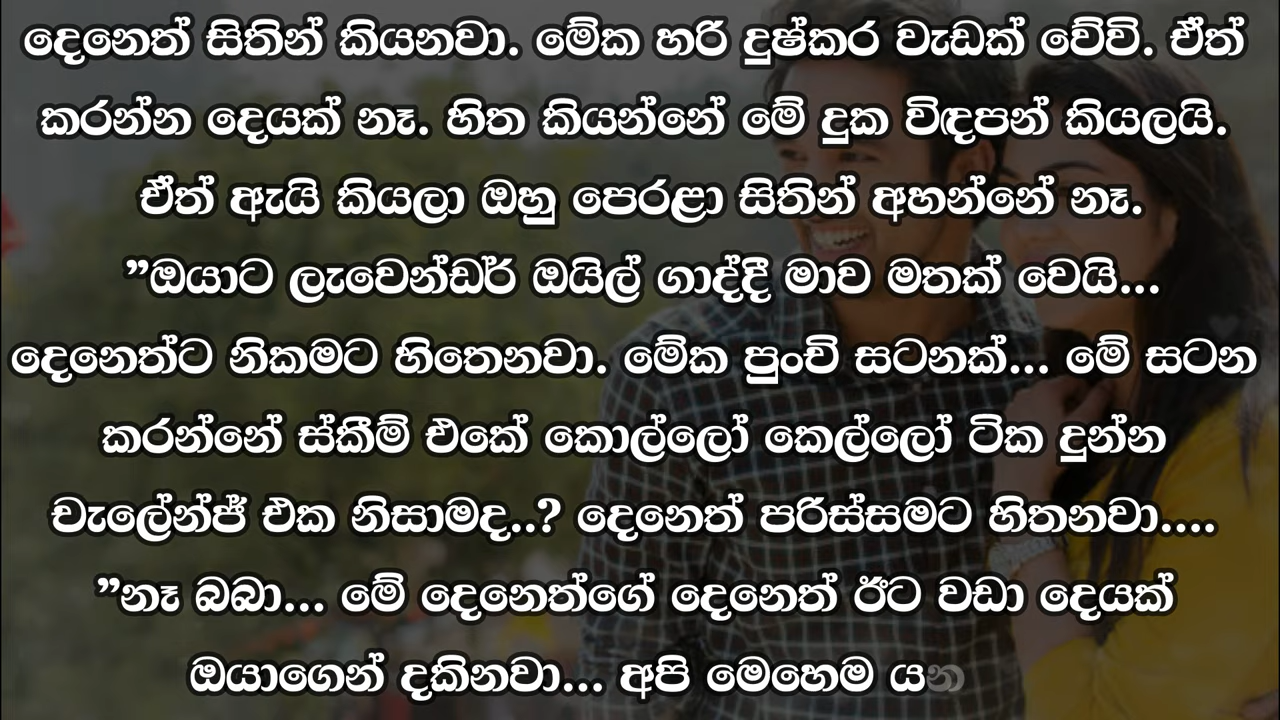 දෙනෙත් සිතින් කියනවා. මේක හරි දුෂ්කර වැඩක් වේවි. ඒත්
කරන්න දෙයක් නෑ. හිත කියන්නේ මේ දුක විඳපන් කියලයි.
ඒත් ඇයි කියලා ඔහු පෙරළා සිතින් අහන්නේ නෑ.
”ඔයාට ලැවෙන්ඩර් ඔයිල් ගාද්දී මාව මතක් වෙයි...
දෙනෙත්ට නිකමට හිතෙනවා. මේක පුංචි සටනක්... මේ සටන
කරන්නේ ස්කීම් එකේ කොල්ලෝ කෙල්ලෝ ටික දුන්න
චැලේන්ජ් එක නිසාමද..? දෙනෙත් පරිස්සමට හිතනවා....
”නෑ බබා... මේ දෙනෙත්ගේ දෙනෙත් ඊට වඩා දෙයක්
ඔයාගෙන් දකිනවා... අපි මෙහෙම යන